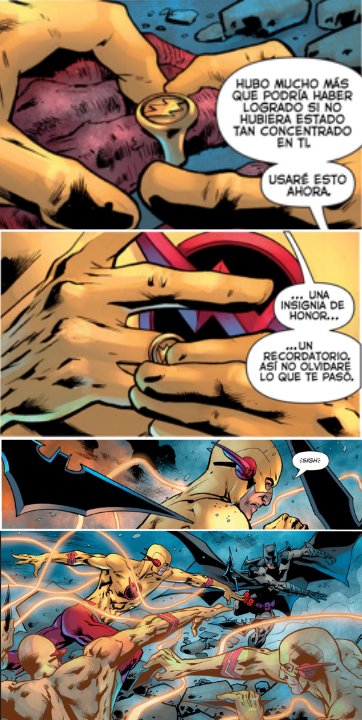 HUBO MUCHO MÁS
QUE PODRÍA HABER
LOGRADO SI NO
HUBIERA ESTADO
TAN CONCENTRADO
EN TI.
USARÉ ESTO
AHORA.
... UNA
INSIGNIA DE
HONOR...
...UN
RECORDATORIO.
ASÍ NO OLVIDARÉ
LO QUE TE PASÓ.
¡SIGH!